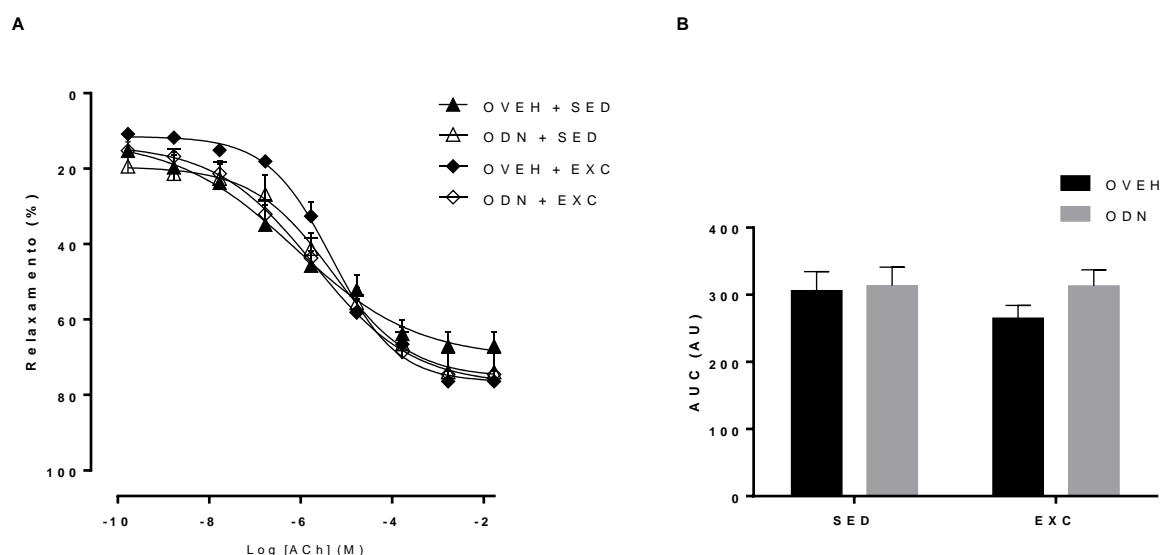 A
B
0
20
40
60
80
100
Relaxamento (%)
-10 -8 -6 -4 -2
Log [ACh] (M)
OVEH + SED
ODN + SED
OVEH + EXC
ODN + EXC
OVEH
ODN
400
300
200
100
0
AUC (AU)
SED EXC